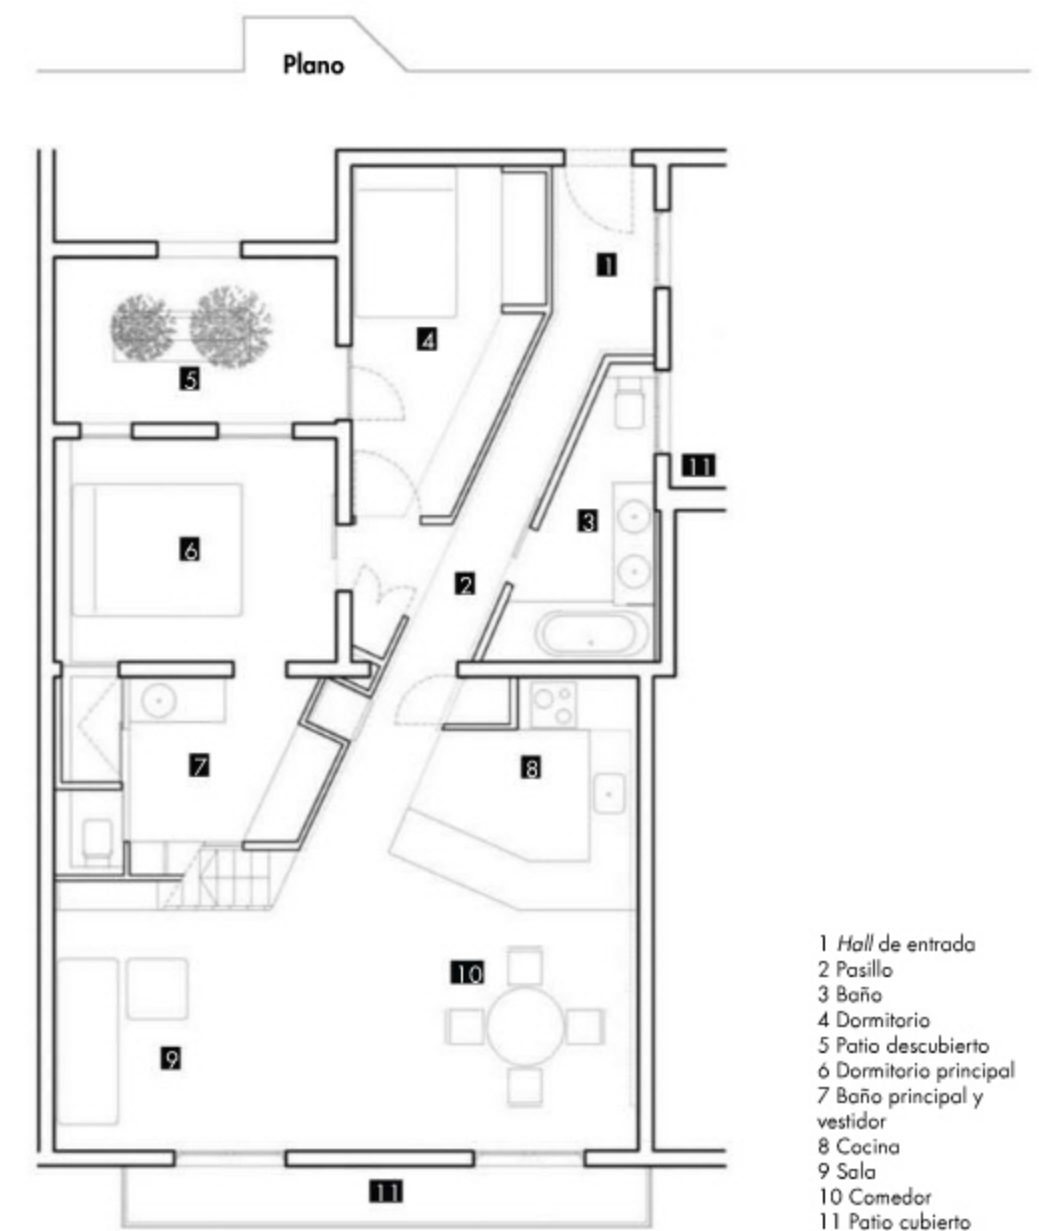 Plano
1
4
5
11
3
6
2
7
8
10
9
11
1 Hall de entrada
2 Pasillo
3 Baño
4 Dormitorio
5 Patio descubierto
6 Dormitorio principal
7 Baño principal y
vestidor
8 Cocina
9 Sala
10 Comedor
11 Patio cubierto